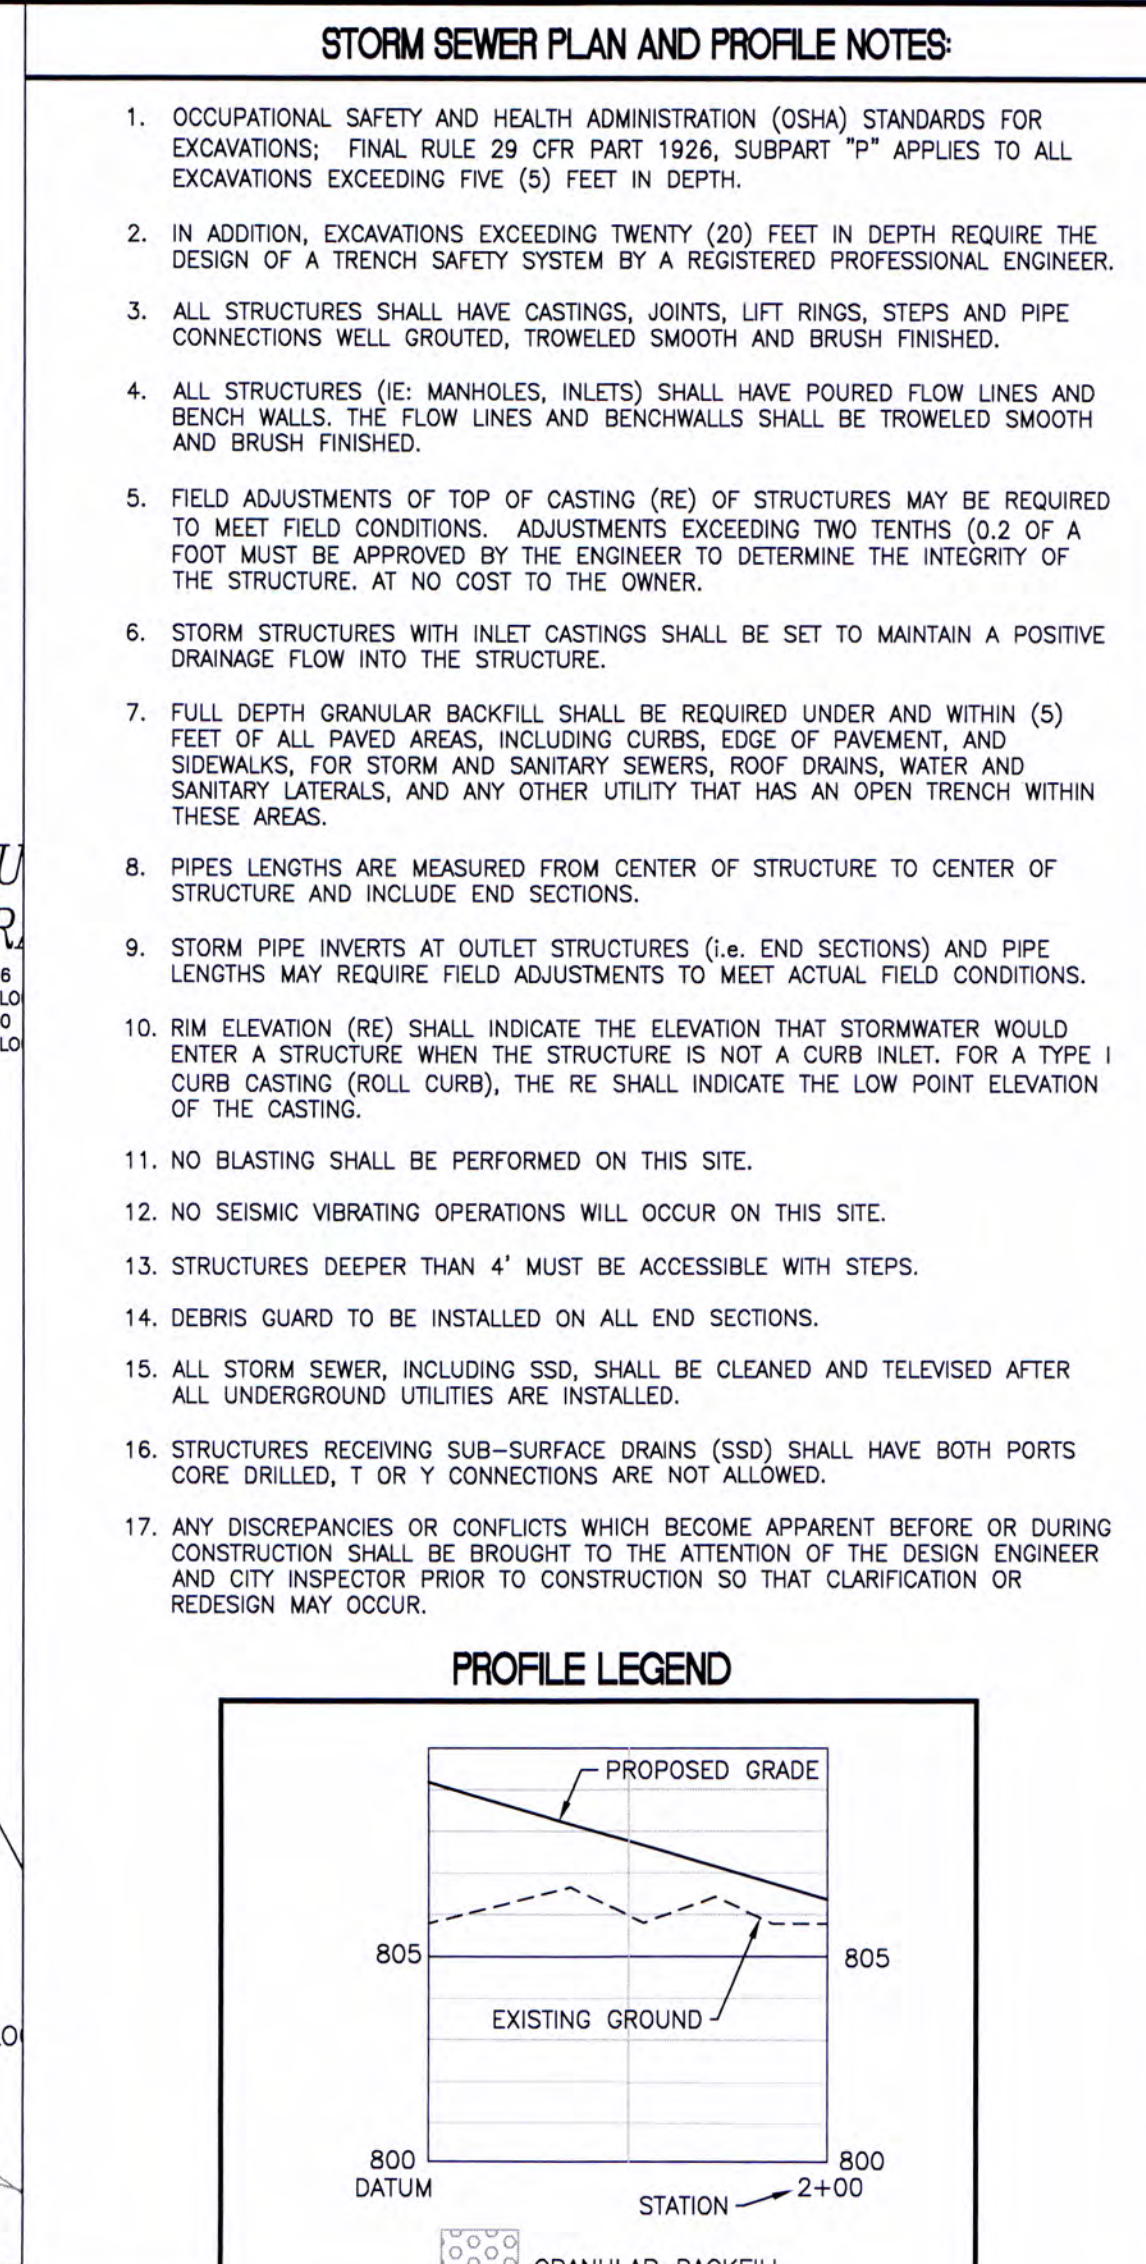 STORM SEWER PLAN AND PROFILE NOTES:
1. OCCUPATIONAL SAFETY AND HEALTH ADMINISTRATION (OSHA) STANDARDS FOR
EXCAVATIONS; FINAL RULE 29 CFR PART 1926, SUBPART "P" APPLIES TO ALL
EXCAVATIONS EXCEEDING FIVE (5) FEET IN DEPTH.
2. IN ADDITION, EXCAVATIONS EXCEEDING TWENTY (20) FEET IN DEPTH REQUIRE THE
DESIGN OF A TRENCH SAFETY SYSTEM BY A REGISTERED PROFESSIONAL ENGINEER.
3. ALL STRUCTURES SHALL HAVE CASTINGS, JOINTS, LIFT RINGS, STEPS AND PIPE
CONNECTIONS WELL GROUTED, TROWELED SMOOTH AND BRUSH FINISHED.
4. ALL STRUCTURES (IE: MANHOLES, INLETS) SHALL HAVE POURED FLOW LINES AND
BENCH WALLS. THE FLOW LINES AND BENCHWALLS SHALL BE TROWELED SMOOTH
AND BRUSH FINISHED.
5. FIELD ADJUSTMENTS OF TOP OF CASTING (RE) OF STRUCTURES MAY BE REQUIRED
TO MEET FIELD CONDITIONS. ADJUSTMENTS EXCEEDING TWO TENTHS (0.2 OF A
FOOT MUST BE APPROVED BY THE ENGINEER TO DETERMINE THE INTEGRITY OF
THE STRUCTURE. AT NO COST TO THE OWNER.
6. STORM STRUCTURES WITH INLET CASTINGS SHALL BE SET TO MAINTAIN A POSITIVE
DRAINAGE FLOW INTO THE STRUCTURE.
7. FULL DEPTH GRANULAR BACKFILL SHALL BE REQUIRED UNDER AND WITHIN (5)
FEET OF ALL PAVED AREAS, INCLUDING CURBS, EDGE OF PAVEMENT, AND
SIDEWALKS, FOR STORM AND SANITARY SEWERS, ROOF DRAINS, WATER AND
SANITARY LATERALS, AND ANY OTHER UTILITY THAT HAS AN OPEN TRENCH WITHIN
THESE AREAS.
8. PIPES LENGTHS ARE MEASURED FROM CENTER OF STRUCTURE TO CENTER OF
STRUCTURE AND INCLUDE END SECTIONS.
9. STORM PIPE INVERTS AT OUTLET STRUCTURES (i.e. END SECTIONS) AND PIPE
LENGTHS MAY REQUIRE FIELD ADJUSTMENTS TO MEET ACTUAL FIELD CONDITIONS.
10. RIM ELEVATION (RE) SHALL INDICATE THE ELEVATION THAT STORMWATER WOULD
ENTER A STRUCTURE WHEN THE STRUCTURE IS NOT A CURB INLET. FOR A TYPE I
CURB CASTING (ROLL CURB), THE RE SHALL INDICATE THE LOW POINT ELEVATION
OF THE CASTING.
11. NO BLASTING SHALL BE PERFORMED ON THIS SITE.
12. NO SEISMIC VIBRATING OPERATIONS WILL OCCUR ON THIS SITE.
13. STRUCTURES DEEPER THAN 4' MUST BE ACCESSIBLE WITH STEPS.
14. DEBRIS GUARD TO BE INSTALLED ON ALL END SECTIONS.
15. ALL STORM SEWER, INCLUDING SSD, SHALL BE CLEANED AND TELEVISED AFTER
ALL UNDERGROUND UTILITIES ARE INSTALLED.
16. STRUCTURES RECEIVING SUB-SURFACE DRAINS (SSD) SHALL HAVE BOTH PORTS
CORE DRILLED, T OR Y CONNECTIONS ARE NOT ALLOWED.
17. ANY DISCREPANCIES OR CONFLICTS WHICH BECOME APPARENT BEFORE OR DURING
CONSTRUCTION SHALL BE BROUGHT TO THE ATTENTION OF THE DESIGN ENGINEER
AND CITY INSPECTOR PRIOR TO CONSTRUCTION SO THAT CLARIFICATION OR
REDESIGN MAY OCCUR.
PROFILE LEGEND
PROPOSED GRADE
805
805
EXISTING GROUND
800
800
DATUM
2+00
STATION
GRANULAR BACKFILL